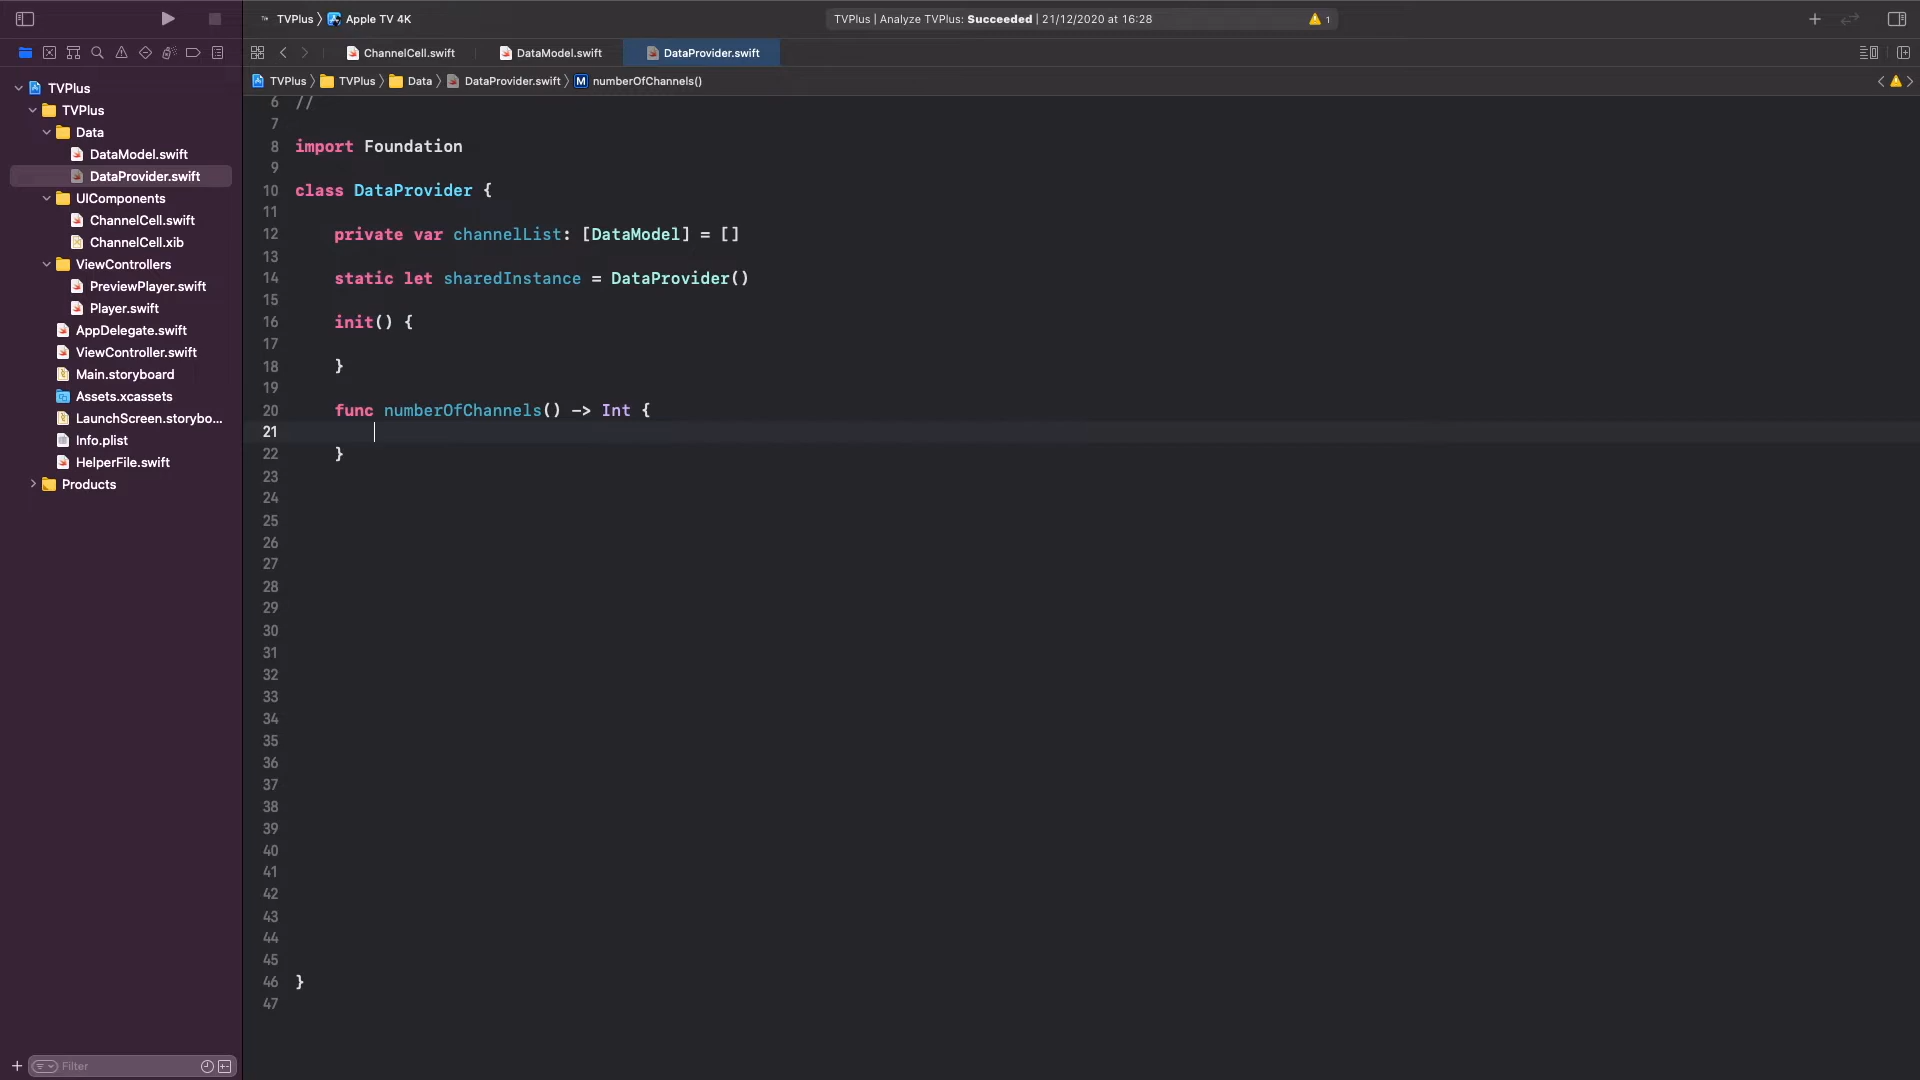 TVPlus 〉 Apple TV 4K
TVPlus | Analyze TVPlus: Succeeded | 21/12/2020 at 16:28
1
ChannelCell.swift
DataModel.swift
DataProvider.swift
TVPlus 〉 TVPlus 〉 Data 〉 DataProvider.swift 〉 M numberOfChannels()
TVPlus
TVPlus
Data
DataModel.swift
DataProvider.swift
UIComponents
ChannelCell.swift
ChannelCell.xib
ViewControllers
PreviewPlayer.swift
Player.swift
AppDelegate.swift
ViewController.swift
Main.storyboard
Assets.xcassets
LaunchScreen.storybo...
Info.plist
HelperFile.swift
Products
Filter
6 //
7
8 import Foundation
9
10 class DataProvider {
11
12 private var channelList: [DataModel] = []
13
14 static let sharedInstance = DataProvider()
15
16 init() {
17
18 }
19
20 func numberOfChannels() -> Int {
21
22 }
23
24
25
26
27
28
29
30
31
32
33
34
35
36
37
38
39
40
41
42
43
44
45
46 }
47